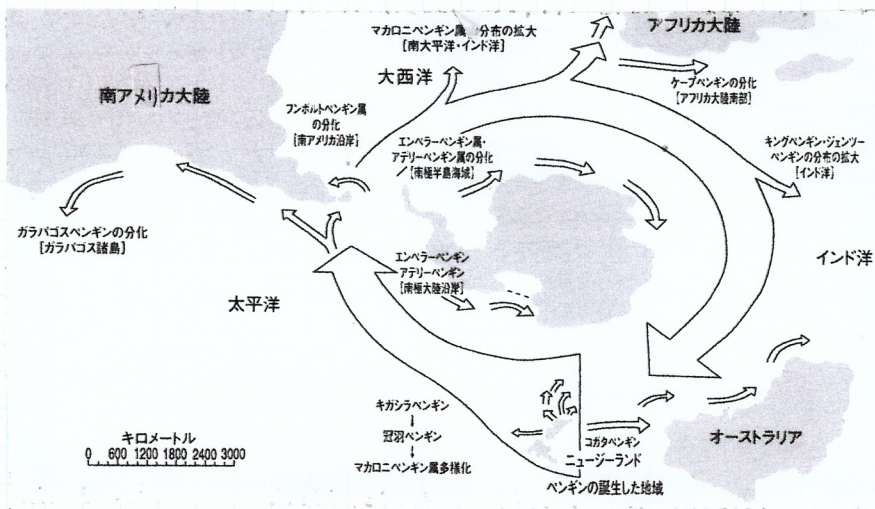 マカロニペンギン属 分布の拡大
[南太平洋・インド洋]
アフリカ大陸
大西洋
ケープペンギンの分化
[アフリカ大陸南部]
南アメリカ大陸
フンボルトペンギン属
の分化
[南アメリカ沿岸]
エンペラーペンギン属・
アデリーペンギン属の分化
[南極半島海域]
キングペンギン・ジェンツー
ペンギンの分布の拡大
[インド洋]
ガラパゴスペンギンの分化
[ガラパゴス諸島]
エンペラーペンギン
アデリーペンギン
[南極大陸沿岸]
インド洋
太平洋
キガシラペンギン
冠羽ペンギン
マカロニペンギン属多様化
キロメートル
0 600 1200 1800 2400 3000
コガタペンギン
ニュージーランド
オーストラリア
ペンギンの誕生した地域